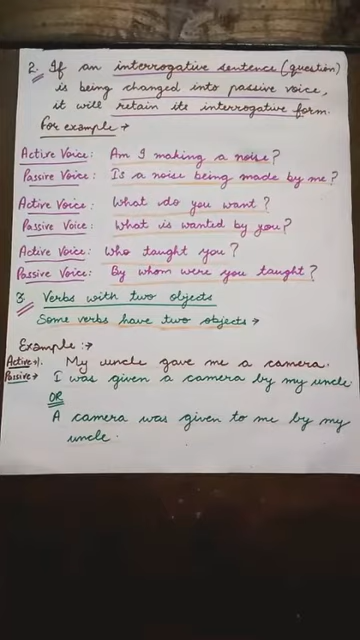 2. If an interrogative sentence (question)
is being changed into passive voice,
it will retain its interrogative form.
For example →
Active Voice: Am I making a noise?
Passive Voice: Is a noise being made by me?
Active Voice: What do you want?
Passive Voice: What is wanted by you?
Active Voice: Who taught you?
Passive Voice: By whom were you taught?
3. Verbs with two objects
Some verbs have two objects →
Example :→
Active →1. My uncle gave me a camera.
Passive → I was given a camera by my uncle
OR
A camera was given to me by my
uncle.